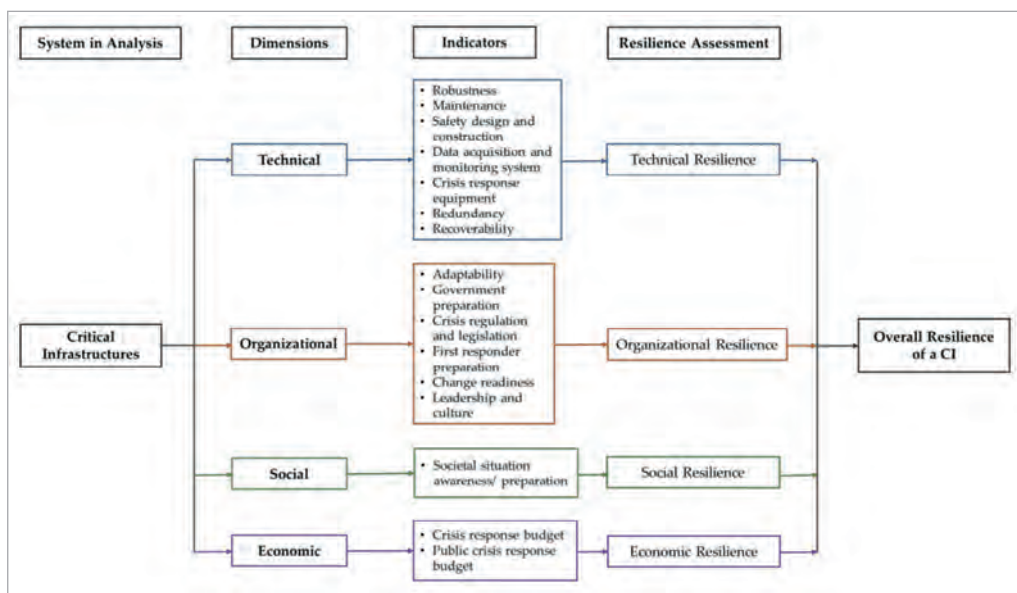 System in Analysis
Dimensions
Indicators
Resilience Assessment
Critical
Infrastructures
Technical
• Robustness
• Maintenance
• Safety design and
construction
• Data acquisition and
monitoring system
• Crisis response
equipment
• Redundancy
• Recoverability
Technical Resilience
Organizational
• Adaptability
• Government
preparation
• Crisis regulation
and legislation
• First responder
preparation
• Change readiness
• Leadership and
culture
Organizational Resilience
Social
• Societal situation
awareness/ preparation
Social Resilience
Economic
• Crisis response budget
• Public crisis response
budget
Economic Resilience
Overall Resilience
of a CI